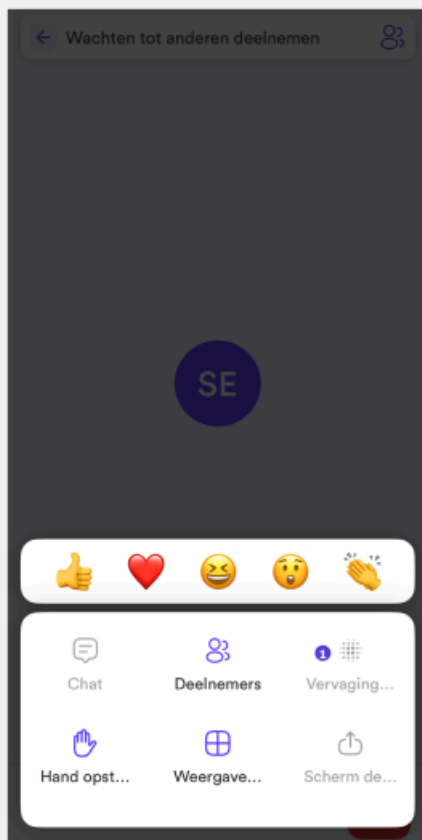 Wachten tot anderen deelnemen
SE
Chat
Deelnemers
1
Vervaging...
Hand opst...
Weergave...
Scherm de...